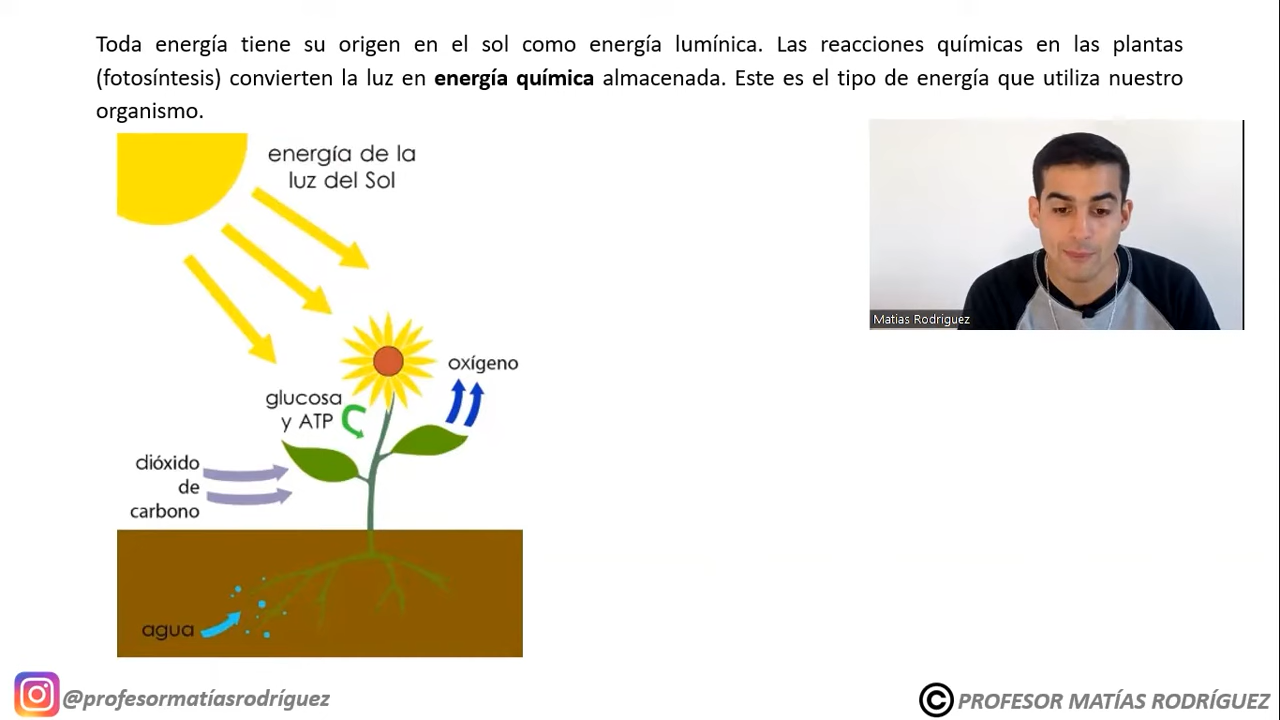 Toda energía tiene su origen en el sol como energía lumínica. Las reacciones químicas en las plantas
(fotosíntesis) convierten la luz en energía química almacenada. Este es el tipo de energía que utiliza nuestro
organismo.
energía de la
luz del Sol
Matias Rodriguez
oxígeno
glucosa
y ATP
dióxido
de
carbono
agua
@profesormatíasrodríguez
© PROFESOR MATÍAS RODRÍGUEZ